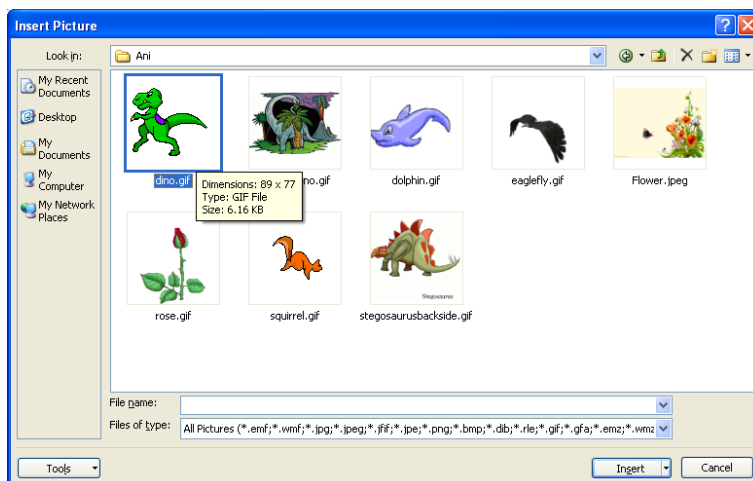 Insert Picture
Look in:
Ani
My Recent
Documents
Desktop
My
Documents
My
Computer
My Network
Places
dino.gif
no.gif
dolphin.gif
eaglefly.gif
Flower.jpeg
Dimensions: 89 x 77
Type: GIF File
Size: 6.16 KB
rose.gif
squirrel.gif
Stegosaurus
stegosaurusbackside.gif
File name:
Files of type:
All Pictures (*.emf;*.wmf;*.jpg;*.jpeg;*.jfif;*.jpe;*.png;*.bmp;*.dib;*.rle;*.gif;*.gfa;*.emz;*.wmz
Tools
Insert
Cancel